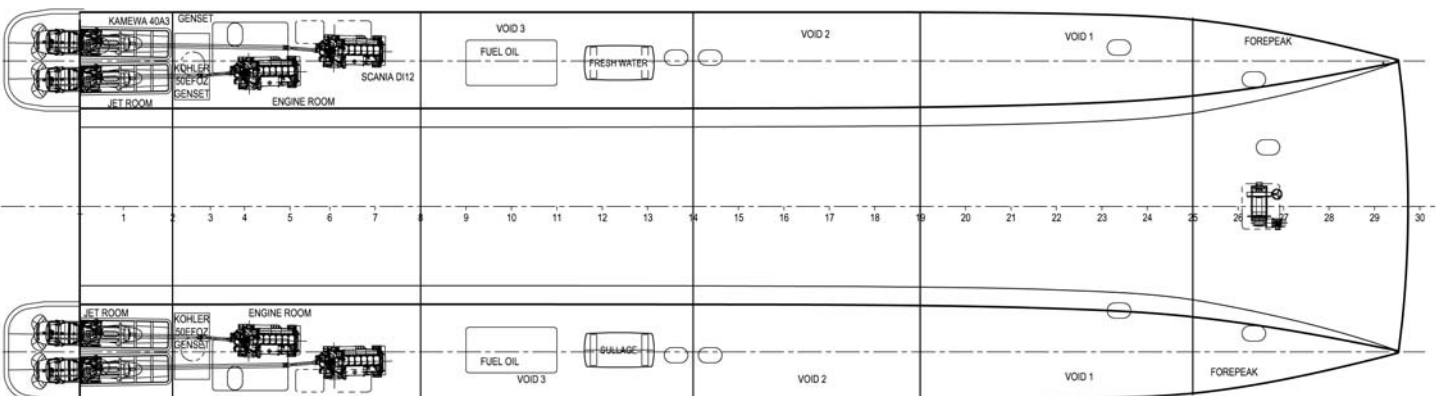 KAMEWA 40A3
GENSET
KOHLER
50EFOZ
GENSET
SCANIA DI12
JET ROOM
ENGINE ROOM
VOID 3
FUEL OIL
FRESH WATER
VOID 2
VOID 1
FOREPEAK
1 2 3 4 5 6 7 8 9 10 11 12 13 14 15 16 17 18 19 20 21 22 23 24 25 26 27 28 29 30
JET ROOM
KOHLER
50EFOZ
GENSET
ENGINE ROOM
FUEL OIL
VOID 3
SULLAGE
VOID 2
VOID 1
FOREPEAK